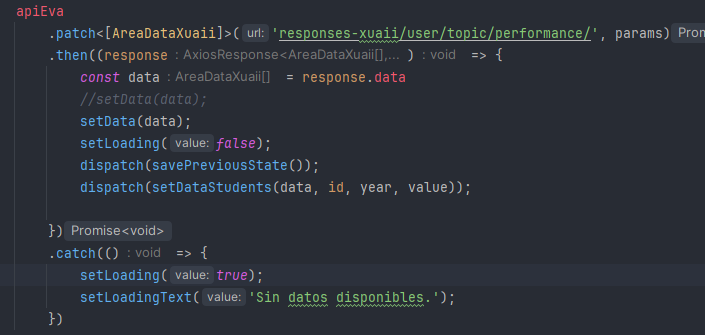 apiEva
.patch<[AreaDataXuaii]>( url: 'responses-xuaii/user/topic/performance/', params) Prom
.then((response : AxiosResponse<AreaDataXuaii[],... ) : void => {
const data : AreaDataXuaii[] = response.data
//setData(data);
setData(data);
setLoading( value: false);
dispatch(savePreviousState());
dispatch(setDataStudents(data, id, year, value));
}) Promise<void>
.catch(() : void => {
setLoading( value: true);
setLoadingText( value: 'Sin datos disponibles.');
})